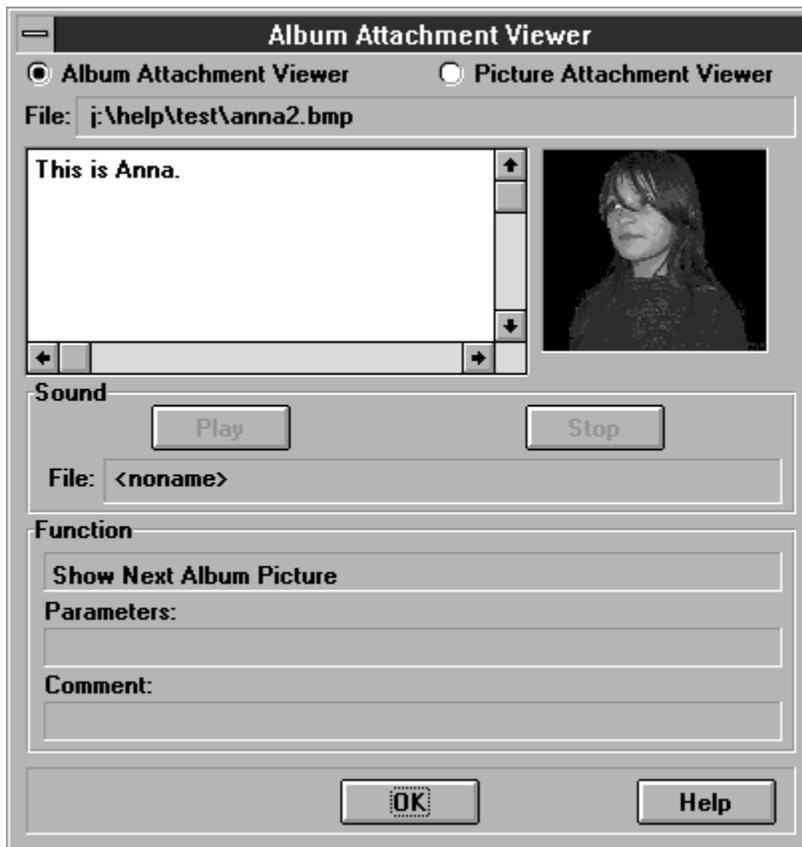 Album Attachment Viewer
Album Attachment Viewer Picture Attachment Viewer
File: j:\help\test\anna2.bmp
This is Anna.
Sound
Play Stop
File: <noname>
Function
Show Next Album Picture
Parameters:
Comment:
OK Help